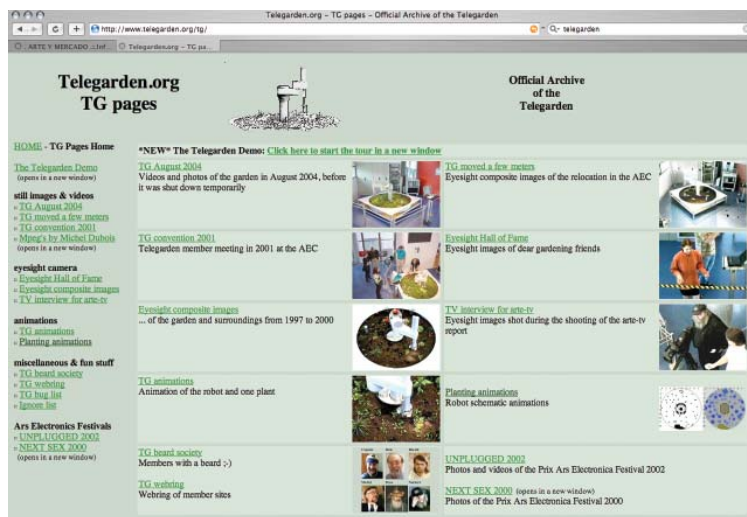 Telegarden.org – TG pages – Official Archive of the Telegarden
http://www.telegarden.org/tg/
telegarden
Telegarden.org – TG pa...
Telegarden.org
TG pages
Official Archive
of the
Telegarden
HOME - TG Pages Home
The Telegarden Demo
(opens in a new window)
still images & videos
» TG August 2004
» TG moved a few meters
» TG convention 2001
» Mpng's by Michel Dubois
(opens in a new window)
eyesight camera
» Eyesight Hall of Fame
» Eyesight composite images
» TV interview for arte-tv
animations
» TG animations
» Planting animations
miscellaneous & fun stuff
» TG beard society
» TG webring
» TG bug list
» Ignore list
Ars Electronics Festivals
» UNPLUGGED 2002
» NEXT SEX 2000
(opens in a new window)
*NEW* The Telegarden Demo: Click here to start the tour in a new window
TG August 2004
Videos and photos of the garden in August 2004, before
it was shut down temporarily
TG moved a few meters
Eyesight composite images of the relocation in the AEC
TG convention 2001
Telegarden member meeting in 2001 at the AEC
Eyesight Hall of Fame
Eyesight images of dear gardening friends
Eyesight composite images
... of the garden and surroundings from 1997 to 2000
TV interview for arte-tv
Eyesight images shot during the shooting of the arte-tv
report
TG animations
Animation of the robot and one plant
Planting animations
Robot schematic animations
TG beard society
Members with a beard ;-)
TG webring
Webring of member sites
UNPLUGGED 2002
Photos and videos of the Prix Ars Electronica Festival 2002
NEXT SEX 2000 (opens in a new window)
Photos of the Prix Ars Electronica Festival 2000